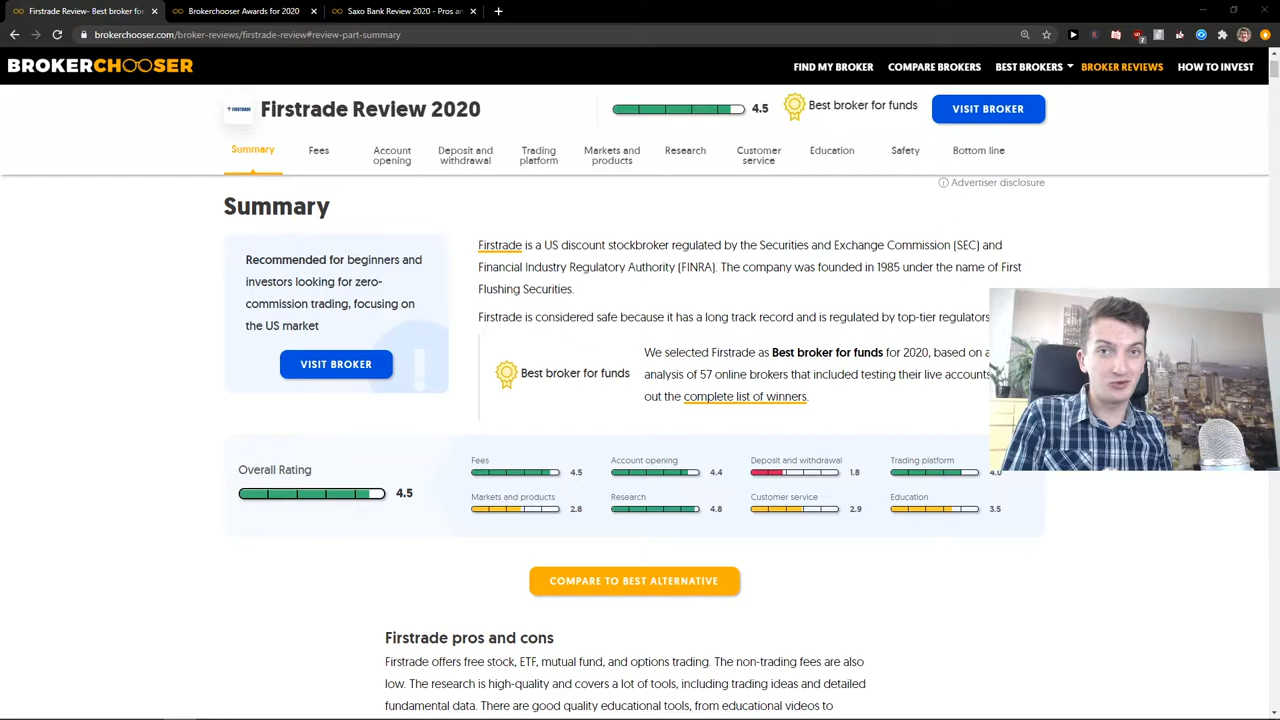 Firstrade Review- Best broker for
Brokerchooser Awards for 2020
Saxo Bank Review 2020 - Pros an
brokerchooser.com/broker-reviews/firstrade-review#review-part-summary
BROKERCHOOSER
FIND MY BROKER
COMPARE BROKERS
BEST BROKERS
BROKER REVIEWS
HOW TO INVEST
FIRSTRADE
Firstrade Review 2020
4.5
Best broker for funds
VISIT BROKER
Summary
Fees
Account
opening
Deposit and
withdrawal
Trading
platform
Markets and
products
Research
Customer
service
Education
Safety
Bottom line
Advertiser disclosure
Summary
Recommended for beginners and
investors looking for zero-
commission trading, focusing on
the US market
VISIT BROKER
Firstrade is a US discount stockbroker regulated by the Securities and Exchange Commission (SEC) and
Financial Industry Regulatory Authority (FINRA). The company was founded in 1985 under the name of First
Flushing Securities.
Firstrade is considered safe because it has a long track record and is regulated by top-tier regulators
Best broker for funds
We selected Firstrade as Best broker for funds for 2020, based on a
analysis of 57 online brokers that included testing their live accounts
out the complete list of winners.
Overall Rating
4.5
Fees
4.5
Account opening
4.4
Deposit and withdrawal
1.8
Trading platform
4.0
Markets and products
2.8
Research
4.8
Customer service
2.9
Education
3.5
COMPARE TO BEST ALTERNATIVE
Firstrade pros and cons
Firstrade offers free stock, ETF, mutual fund, and options trading. The non-trading fees are also
low. The research is high-quality and covers a lot of tools, including trading ideas and detailed
fundamental data. There are good quality educational tools, from educational videos to